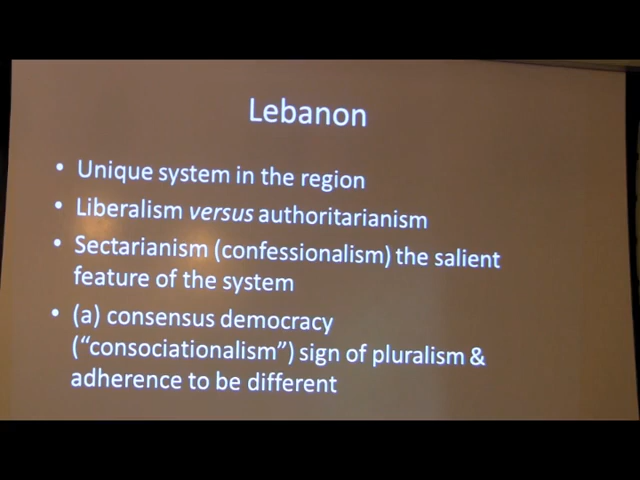 Lebanon
• Unique system in the region
• Liberalism versus authoritarianism
• Sectarianism (confessionalism) the salient
feature of the system
• (a) consensus democracy
(“consociationalism”) sign of pluralism &
adherence to be different